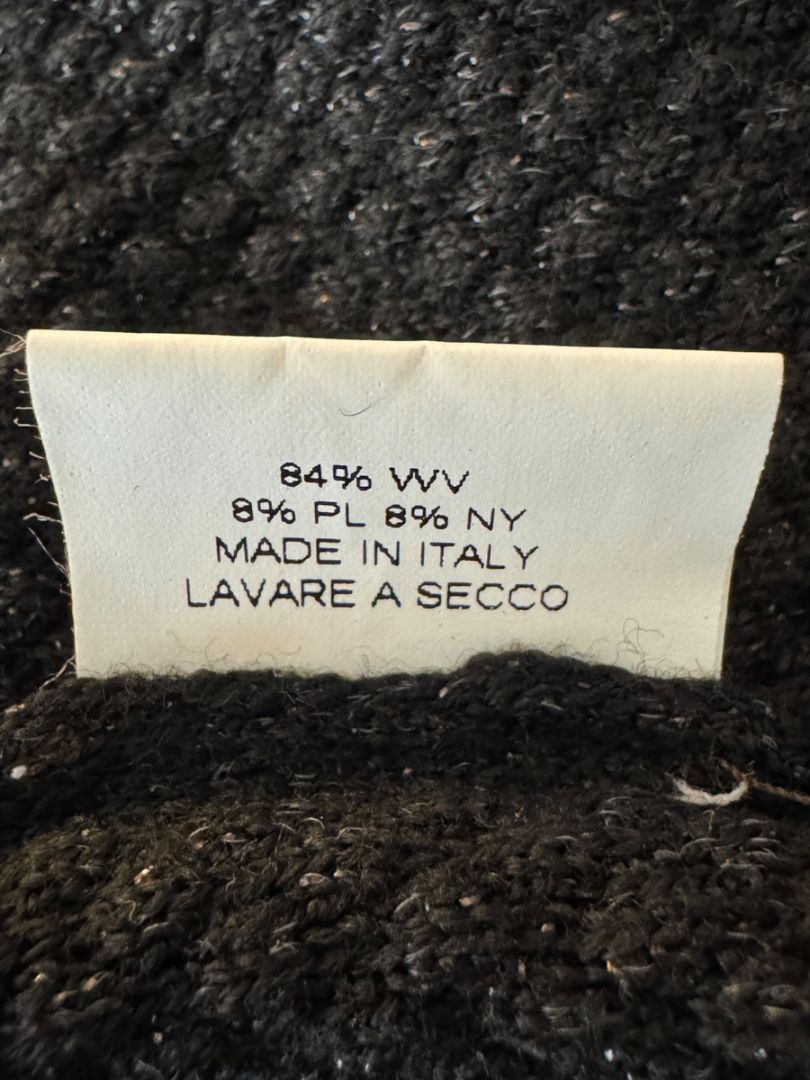 84% WV
8% PL 8% NY
MADE IN ITALY
LAVARE A SECCO